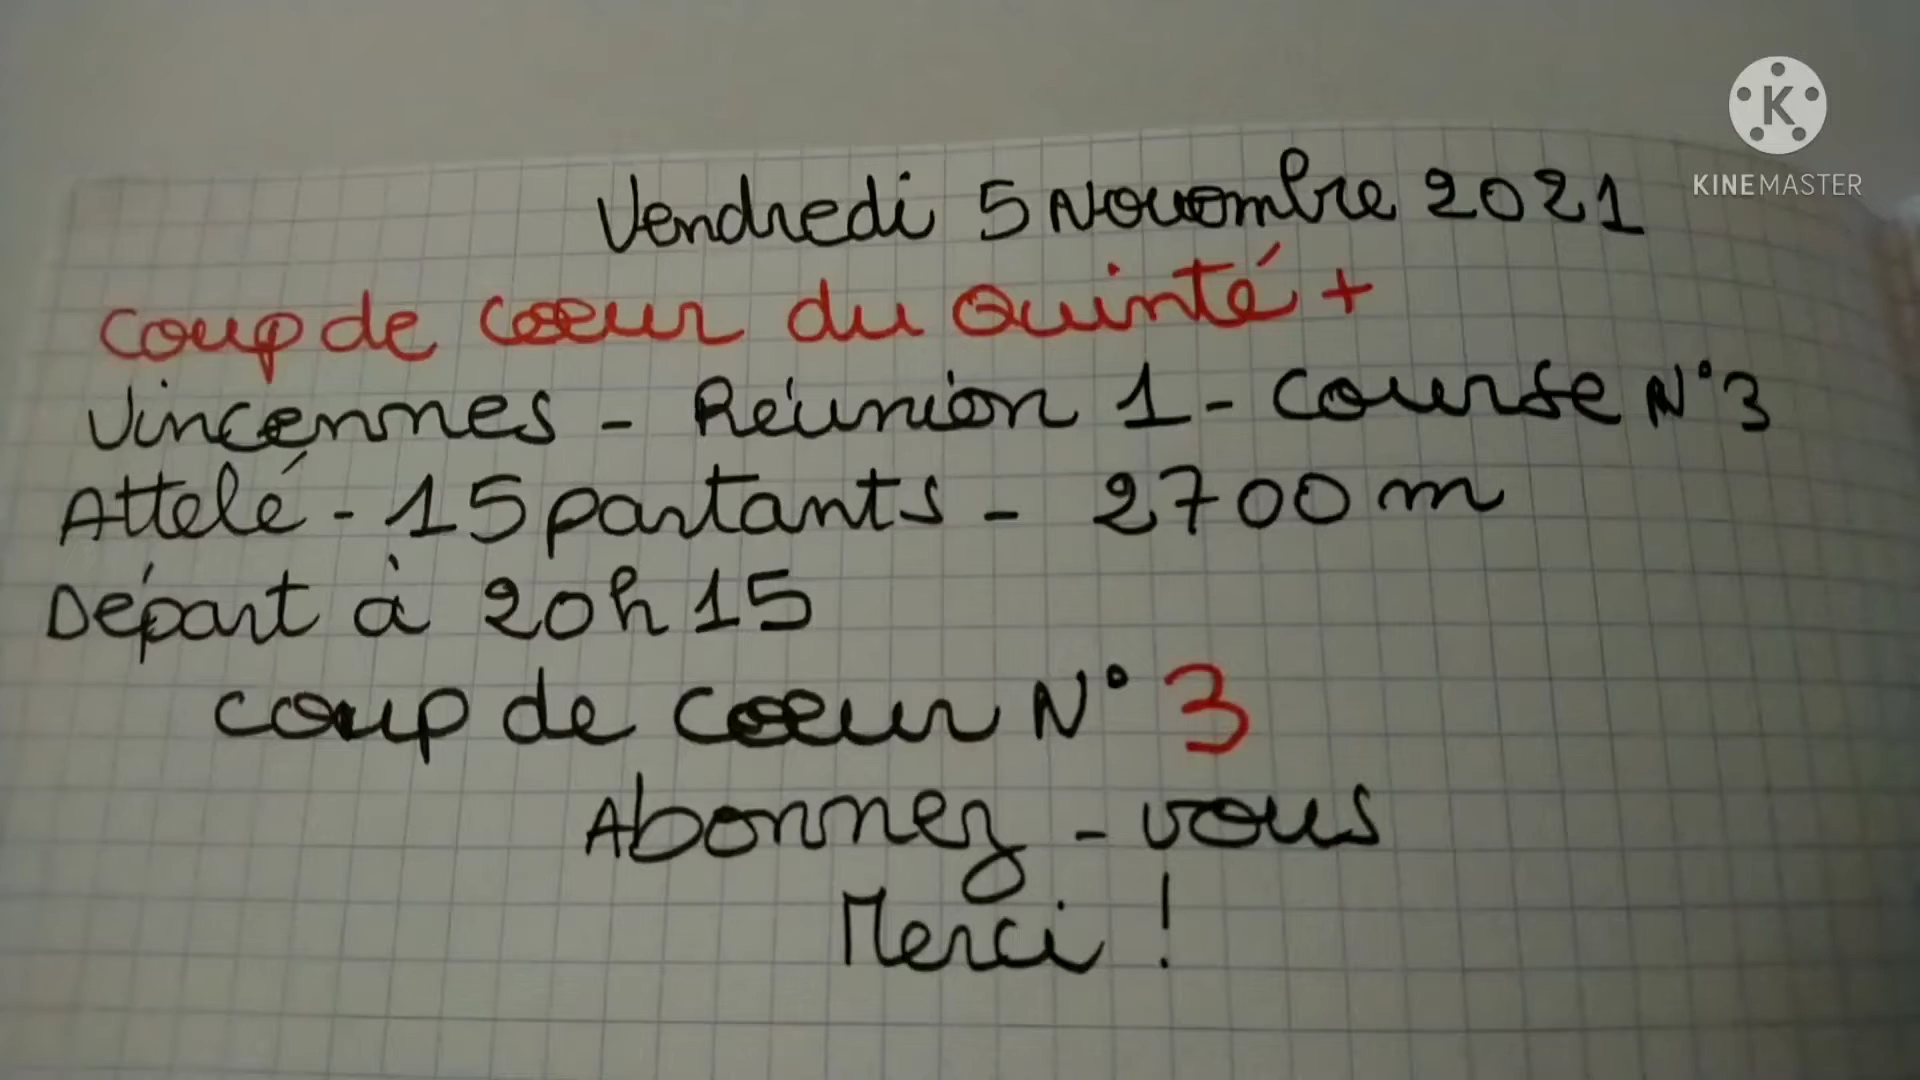 K
KINEMASTER
Vendredi 5 Novembre 2021
Coup de coeur du Quinté +
Vincennes - Réunion 1 - Course N°3
Attelé - 15 partants - 2700 m
Départ à 20h15
Coup de coeur N° 3
Abonnez - vous
Merci !